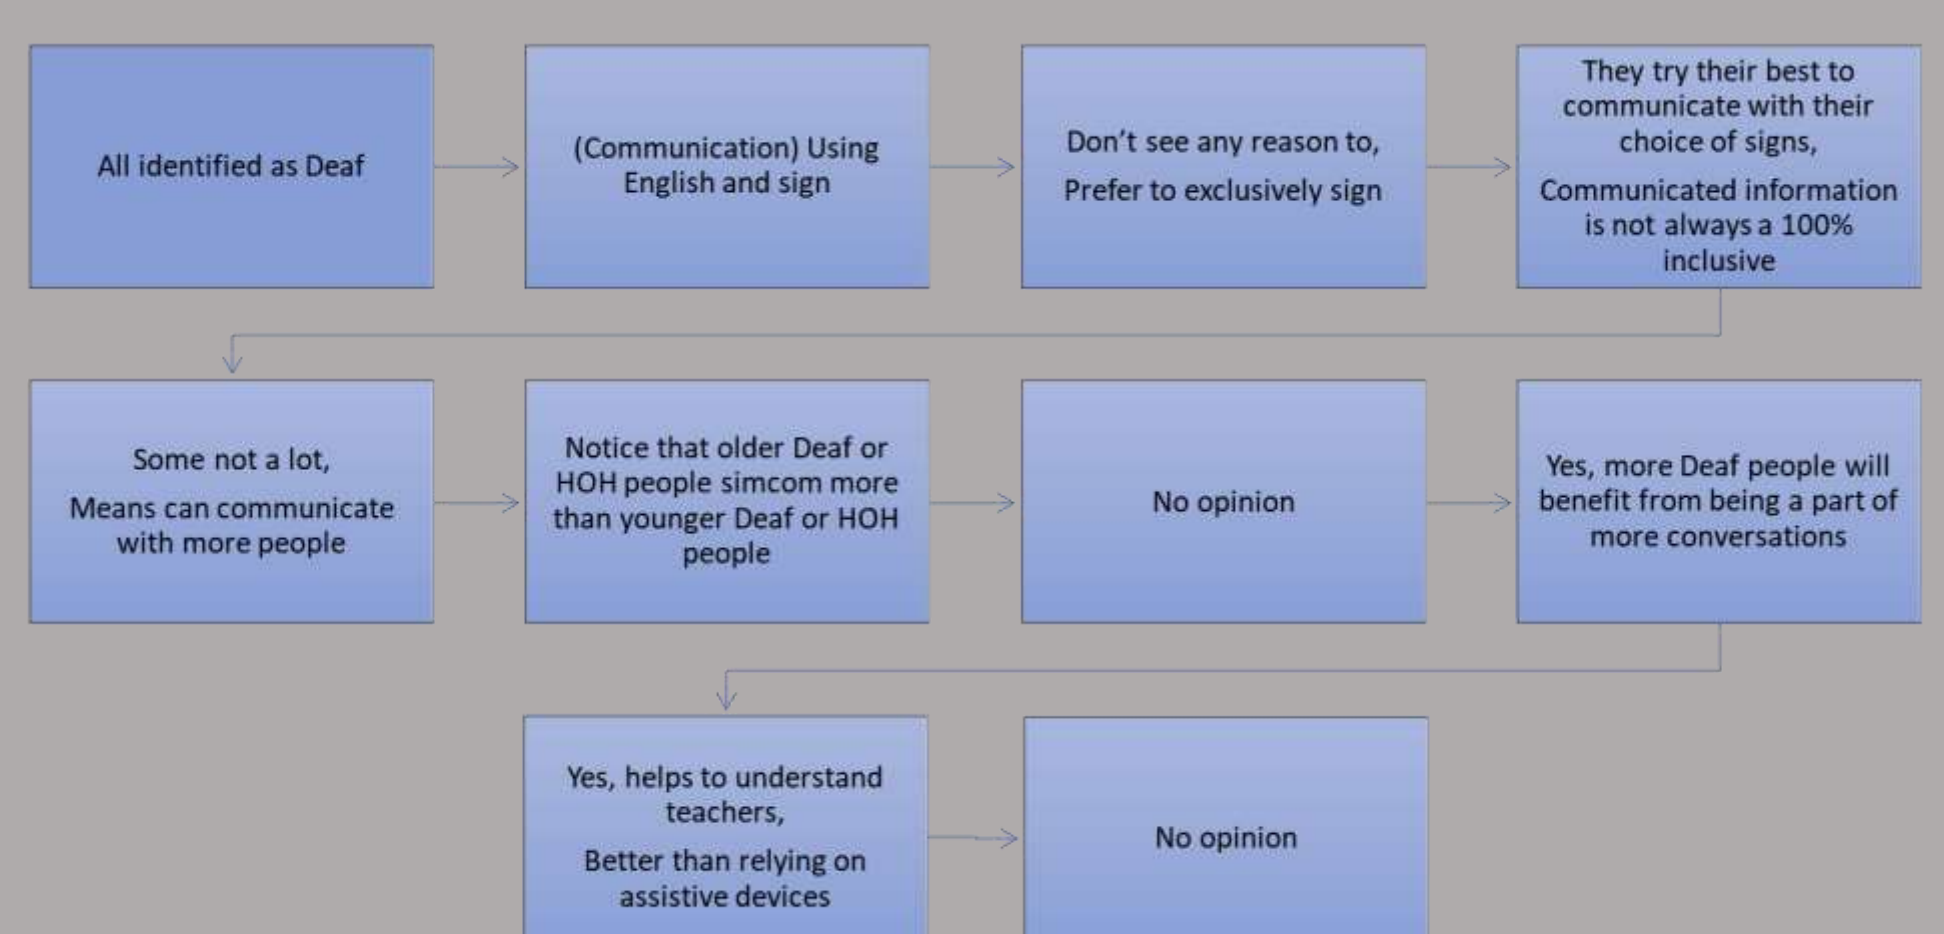 All identified as Deaf
(Communication) Using
English and sign
Don't see any reason to,
Prefer to exclusively sign
They try their best to
communicate with their
choice of signs,
Communicated information
is not always a 100%
inclusive
Some not a lot,
Means can communicate
with more people
Notice that older Deaf or
HOH people simcom more
than younger Deaf or HOH
people
No opinion
Yes, more Deaf people will
benefit from being a part of
more conversations
Yes, helps to understand
teachers,
Better than relying on
assistive devices
No opinion